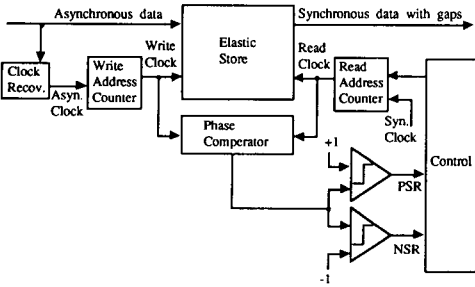 Asynchronous data
Synchronous data with gaps
Elastic
Store
Write
Clock
Read
Clock
Clock
Recov.
Asyn.
Clock
Write
Address
Counter
Read
Address
Counter
Syn.
Clock
Phase
Comperator
+1
PSR
Control
NSR
-1